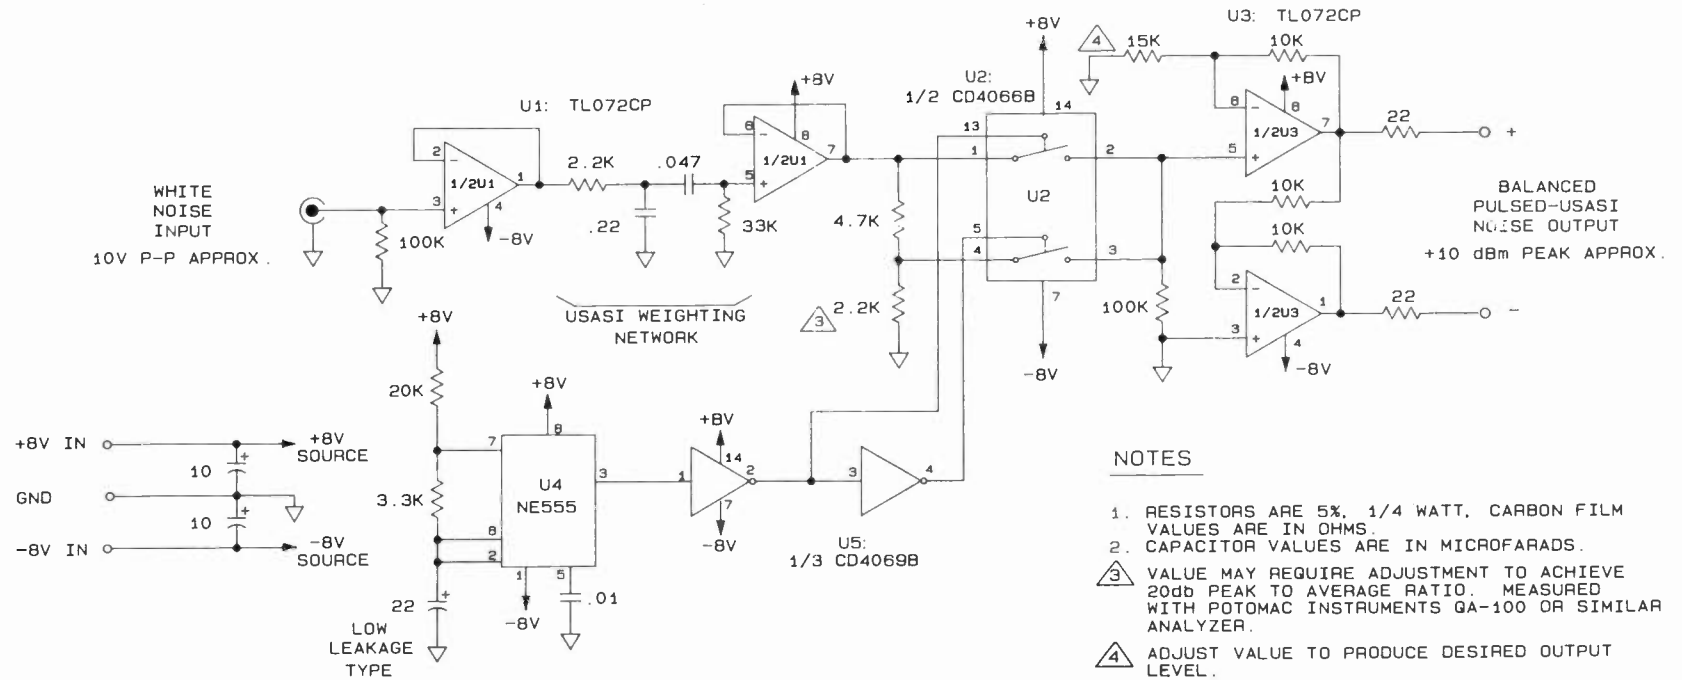 U3: TL072CP
+8V
4
15K
10K
U2:
1/2 CD4066B
+8V
U1: TL072CP
+8V
14
8
8
7
1/2U3
5
22
+
13
1
2
6
8
7
1/2U1
5
2.2K
.047
2
1
1/2U1
3
4
-8V
WHITE
NOISE
INPUT
10V P-P APPROX.
100K
.22
33K
4.7K
U2
5
4
3
7
10K
10K
BALANCED
PULSED-USASI
NOISE OUTPUT
+10 dBm PEAK APPROX.
2
1
1/2U3
3
4
-8V
22
-
100K
3
2.2K
-8V
USASI WEIGHTING
NETWORK
+8V
20K
+8V
8
7
3
U4
NE555
3.3K
6
2
1
5
-8V
.01
22
+
LOW
LEAKAGE
TYPE
+8V IN
+8V
SOURCE
10
+
GND
10
+
-8V IN
-8V
SOURCE
+8V
14
1
2
7
-8V
3
4
U5:
1/3 CD4069B
NOTES
1. RESISTORS ARE 5%, 1/4 WATT, CARBON FILM
VALUES ARE IN OHMS.
2. CAPACITOR VALUES ARE IN MICROFARADS.
3 VALUE MAY REQUIRE ADJUSTMENT TO ACHIEVE
20db PEAK TO AVERAGE RATIO. MEASURED
WITH POTOMAC INSTRUMENTS QA-100 OR SIMILAR
ANALYZER.
4 ADJUST VALUE TO PRODUCE DESIRED OUTPUT
LEVEL.